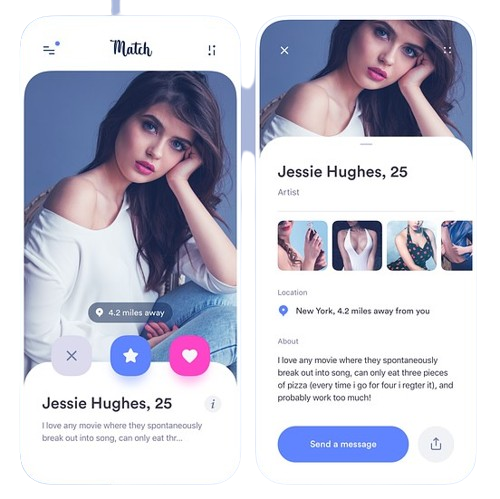 Match
4.2 miles away
Jessie Hughes, 25
i
I love any movie where they spontaneously
break out into song, can only eat thr...
Jessie Hughes, 25
Artist
Location
New York, 4.2 miles away from you
About
I love any movie where they spontaneously
break out into song, can only eat three pieces
of pizza (every time i go for four i regter it), and
probably work too much!
Send a message